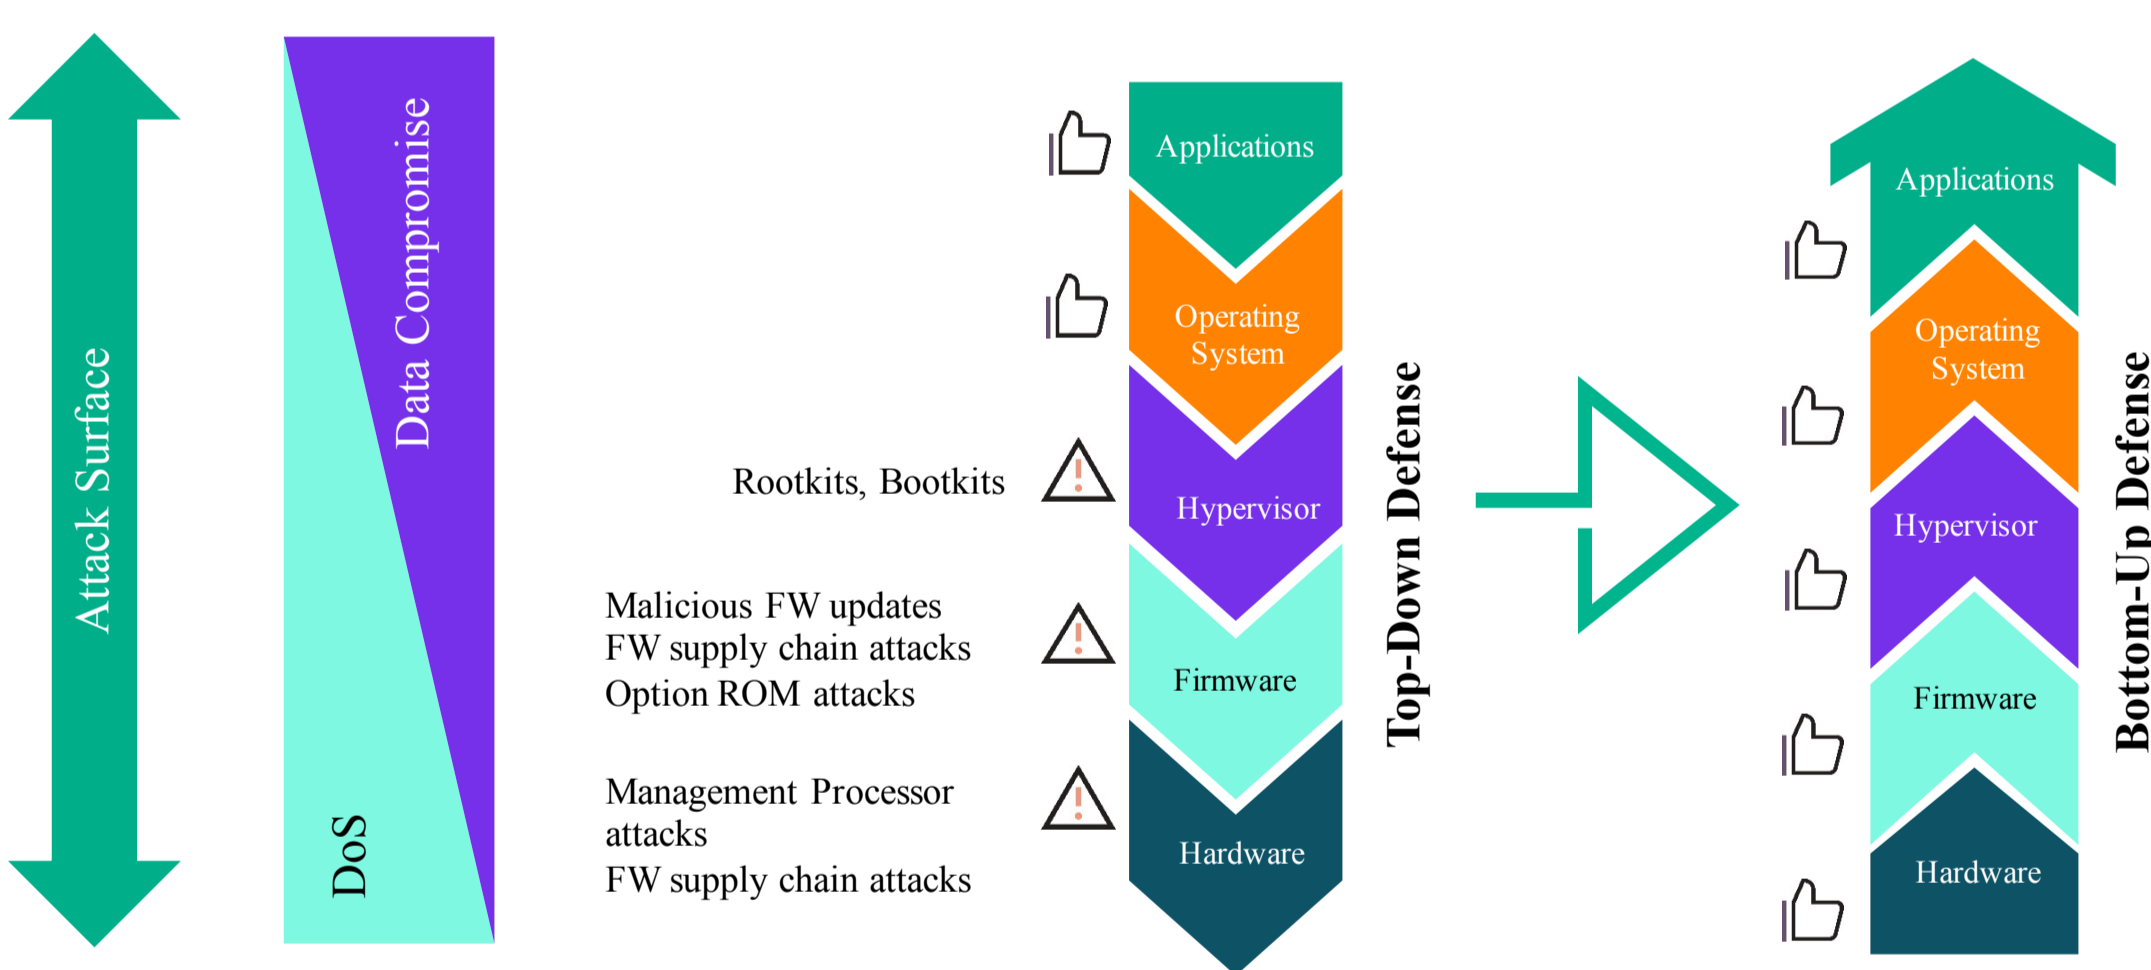 Attack Surface
Data Compromise
DoS
Rootkits, Bootkits
Malicious FW updates
FW supply chain attacks
Option ROM attacks
Management Processor
attacks
FW supply chain attacks
Applications
Operating
System
Hypervisor
Firmware
Hardware
Top-Down Defense
Applications
Operating
System
Hypervisor
Firmware
Hardware
Bottom-Up Defense